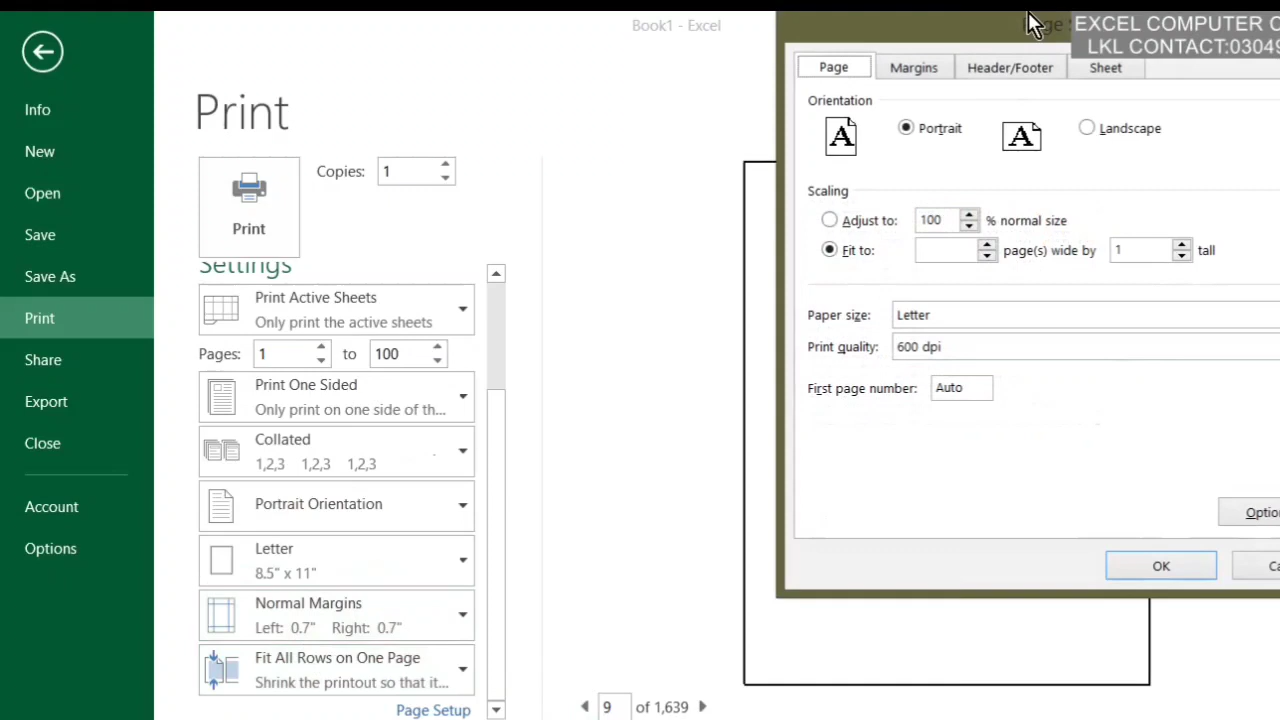 Book1 - Excel
EXCEL COMPUTER C
LKL CONTACT:03049
Info
New
Open
Save
Save As
Print
Share
Export
Close
Account
Options
Print
Print
Copies: 1
Settings
Print Active Sheets
Only print the active sheets
Pages: 1 to 100
Print One Sided
Only print on one side of th...
Collated
1,2,3 1,2,3 1,2,3
Portrait Orientation
Letter
8.5" x 11"
Normal Margins
Left: 0.7" Right: 0.7"
Fit All Rows on One Page
Shrink the printout so that it...
Page Setup
9 of 1,639
Page Margins Header/Footer Sheet
Orientation
A Portrait A Landscape
Scaling
Adjust to: 100 % normal size
Fit to: page(s) wide by 1 tall
Paper size: Letter
Print quality: 600 dpi
First page number: Auto
Optio
OK Ca